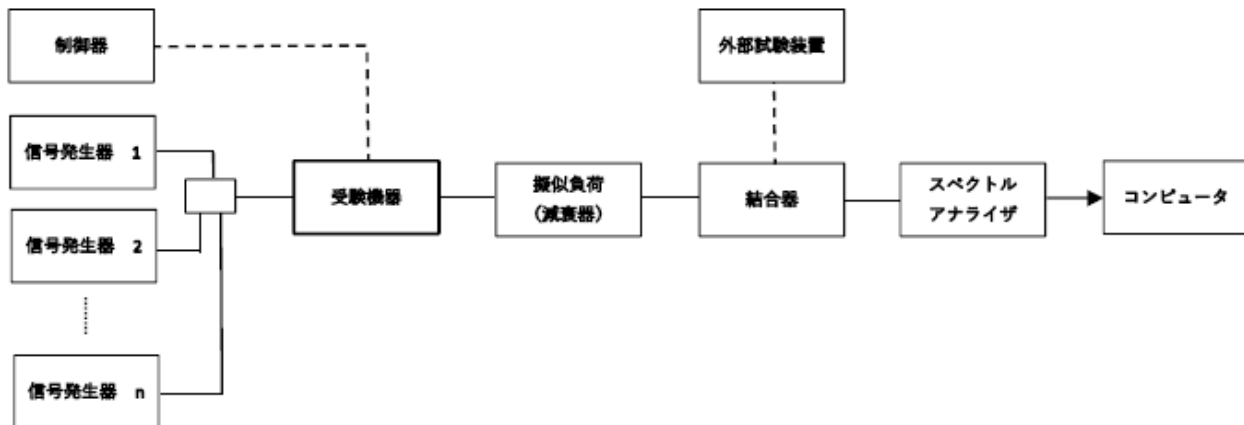 制御器
外部試験装置
信号発生器 1
受験機器
擬似負荷
(減衰器)
結合器
スペクトル
アナライザ
コンピュータ
信号発生器 2
信号発生器 n